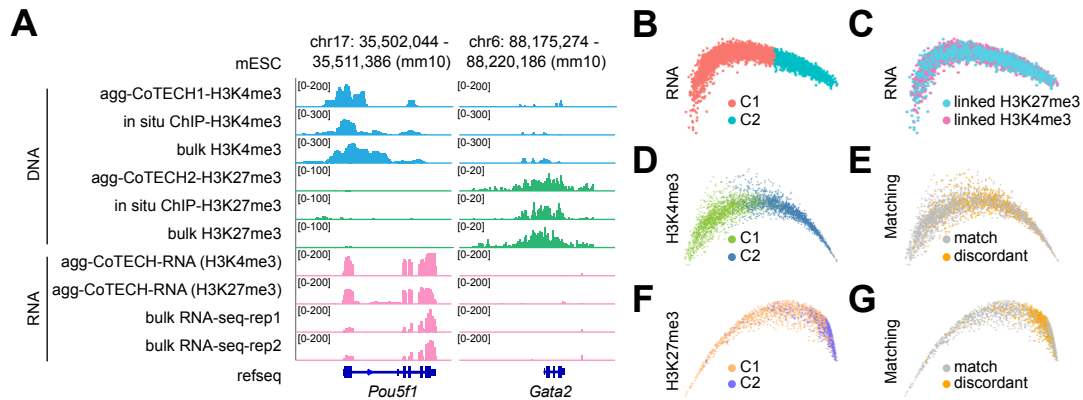 A
mESC
chr17: 35,502,044 -
35,511,386 (mm10)
chr6: 88,175,274 -
88,220,186 (mm10)
DNA
agg-CoTECH1-H3K4me3
[0-200]
[0-200]
in situ ChIP-H3K4me3
[0-300]
[0-300]
bulk H3K4me3
[0-300]
[0-300]
agg-CoTECH2-H3K27me3
[0-100]
[0-20]
in situ ChIP-H3K27me3
[0-100]
[0-20]
bulk H3K27me3
[0-100]
[0-20]
RNA
agg-CoTECH-RNA (H3K4me3)
[0-200]
[0-200]
agg-CoTECH-RNA (H3K27me3)
[0-200]
[0-200]
bulk RNA-seq-rep1
[0-200]
[0-200]
bulk RNA-seq-rep2
[0-200]
[0-200]
refseq
Pou5f1
Gata2
B
RNA
C1
C2
C
RNA
linked H3K27me3
linked H3K4me3
D
H3K4me3
C1
C2
E
Matching
match
discordant
F
H3K27me3
C1
C2
G
Matching
match
discordant